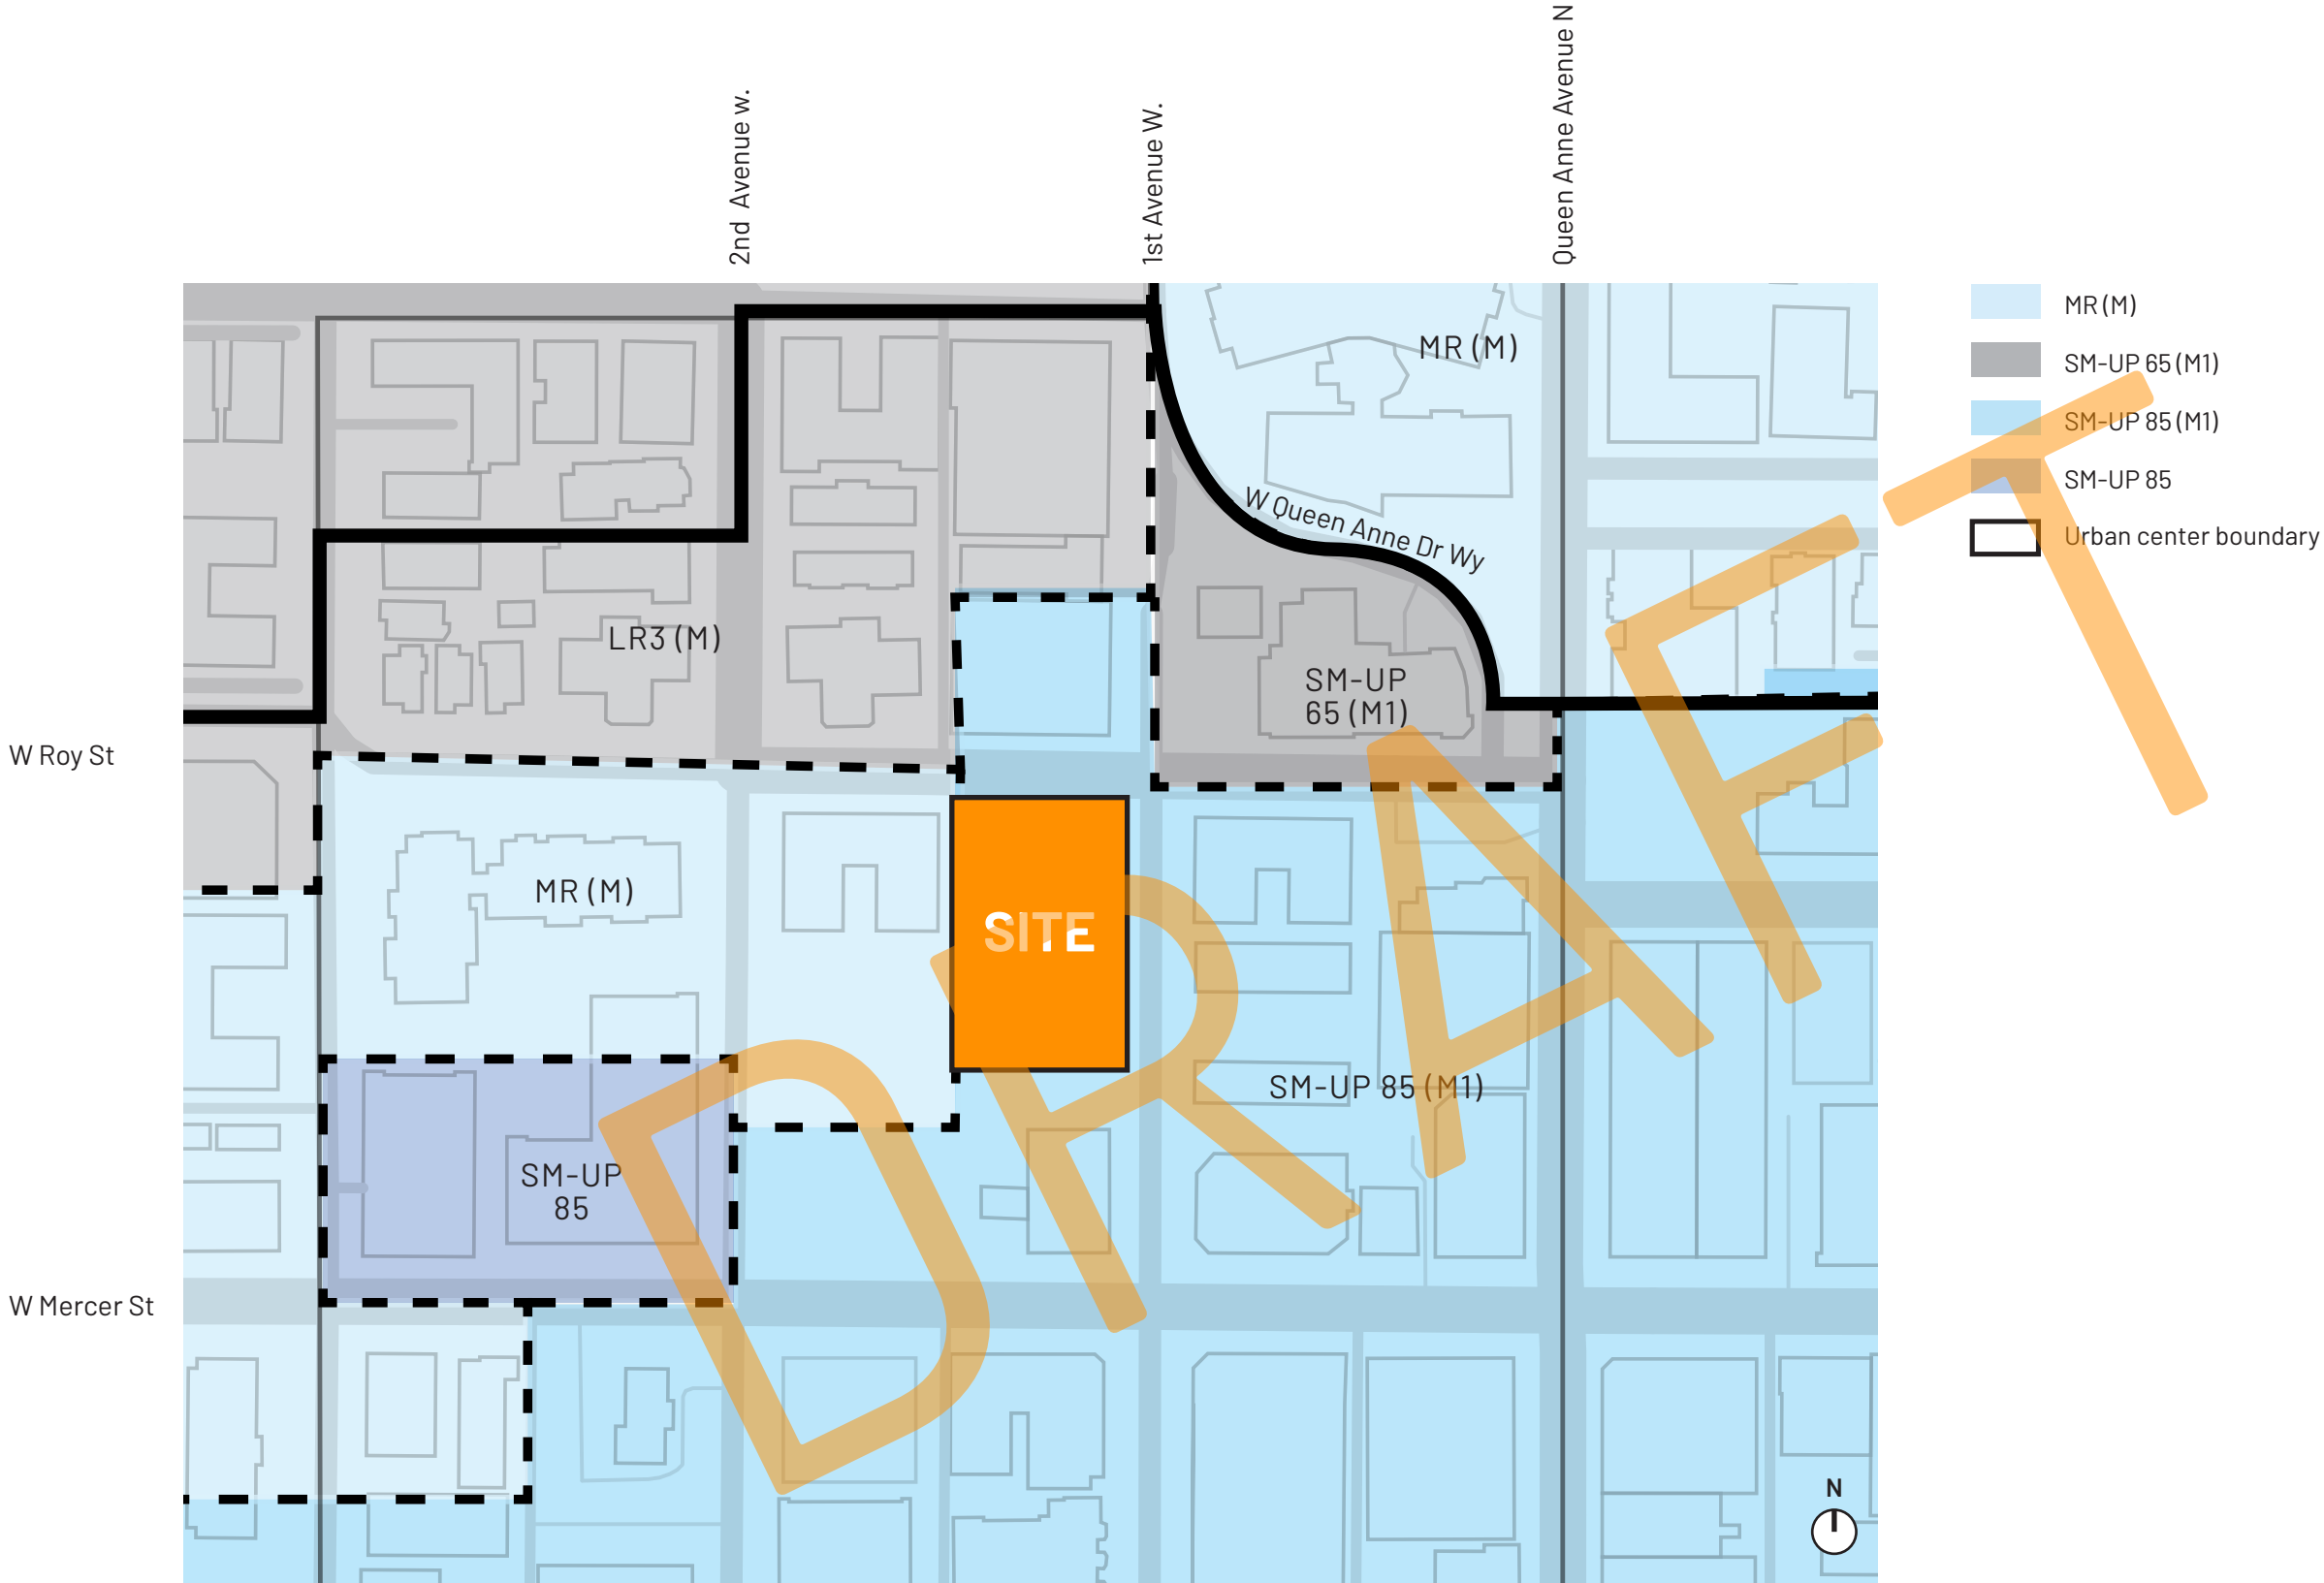 2nd Avenue w.
1st Avenue W.
Queen Anne Avenue N
MR (M)
SM-UP 65 (M1)
SM-UP 85 (M1)
SM-UP 85
Urban center boundary
MR (M)
W Queen Anne Dr Wy
LR3 (M)
SM-UP
65 (M1)
W Roy St
MR (M)
SITE
SM-UP 85 (M1)
SM-UP
85
W Mercer St
N
DRAFT